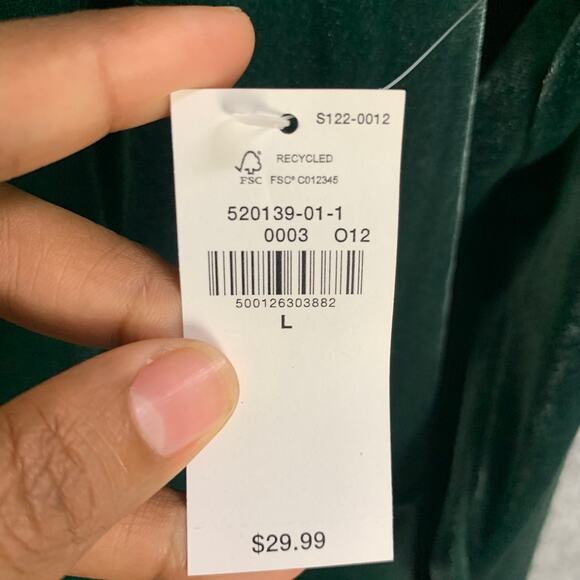 S122-0012
RECYCLED
FSC FSC® C012345
520139-01-1
0003 O12
500126303882
L
$29.99